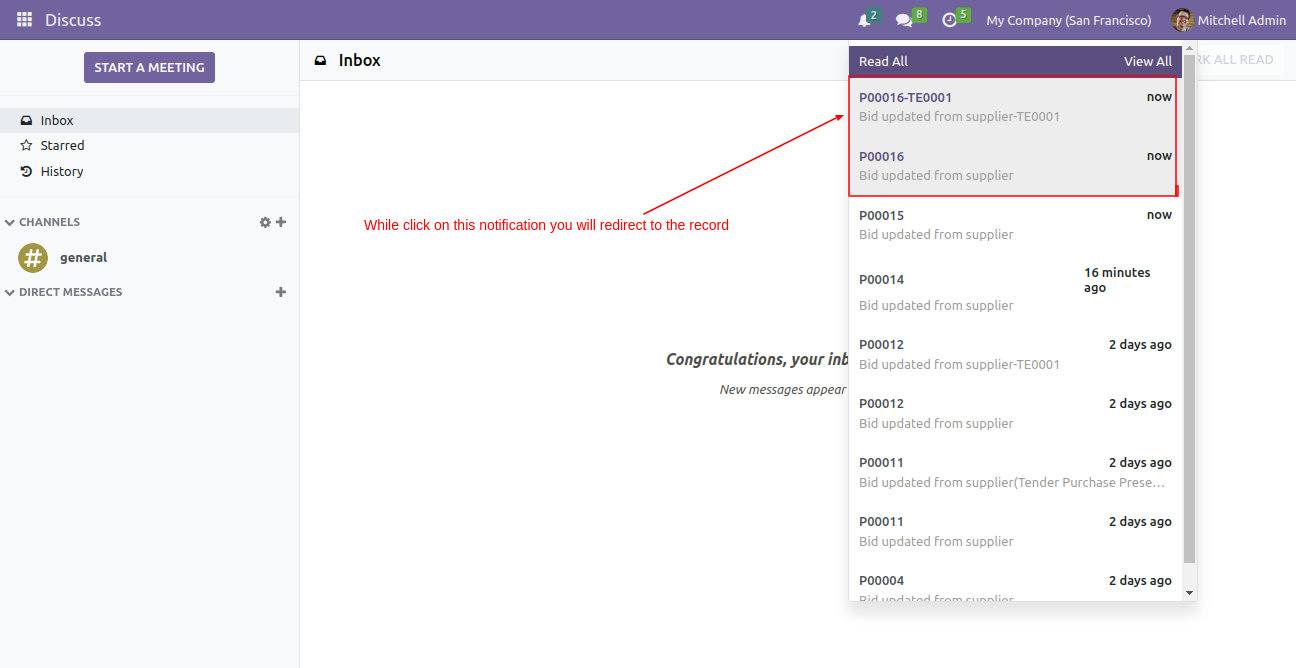 Discuss
2
8
5
My Company (San Francisco)
Mitchell Admin
START A MEETING
Inbox
Starred
History
CHANNELS
#
general
DIRECT MESSAGES
Inbox
RK ALL READ
While click on this notification you will redirect to the record
Congratulations, your inb
New messages appear
Read All
View All
P00016-TE0001
now
Bid updated from supplier-TE0001
P00016
now
Bid updated from supplier
P00015
now
Bid updated from supplier
P00014
16 minutes
ago
Bid updated from supplier
P00012
2 days ago
Bid updated from supplier-TE0001
P00012
2 days ago
Bid updated from supplier
P00011
2 days ago
Bid updated from supplier(Tender Purchase Prese...
P00011
2 days ago
Bid updated from supplier
P00004
2 days ago
Bid updated from supplier